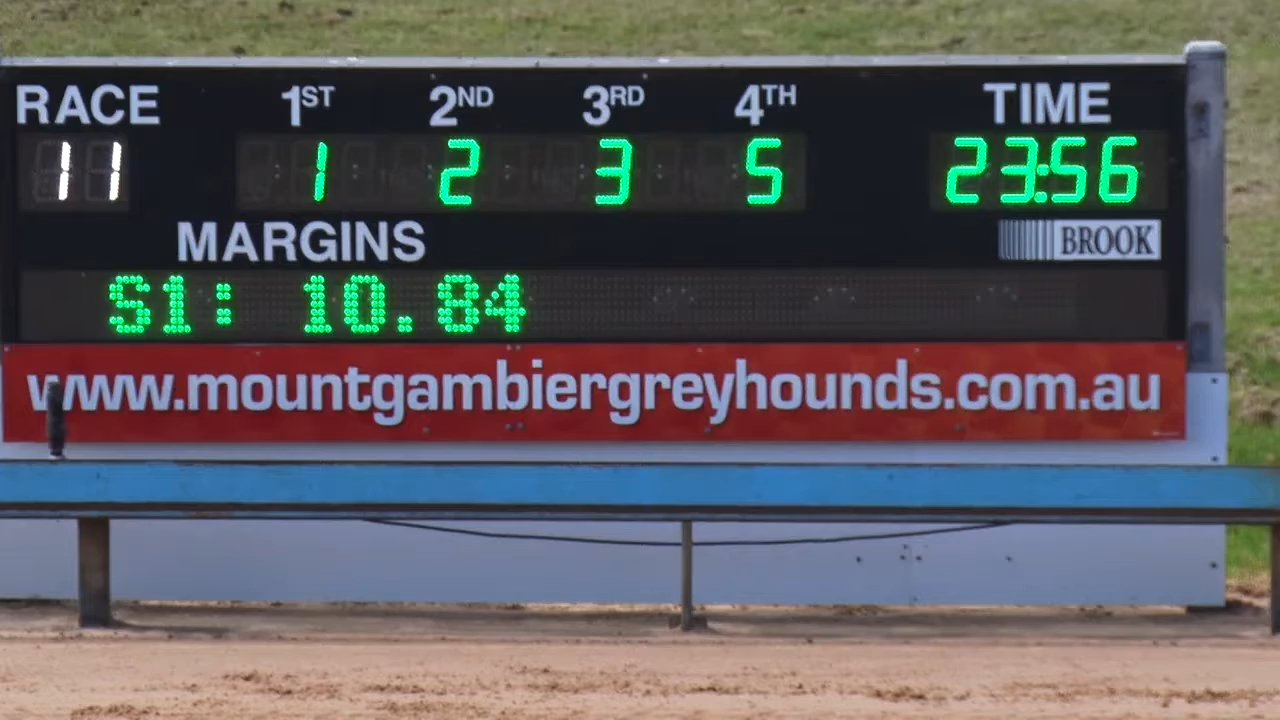 RACE 1ST 2ND 3RD 4TH TIME
11 1 2 3 5 23:56
MARGINS
BROOK
S1: 10.84
www.mountgambiergreyhounds.com.au